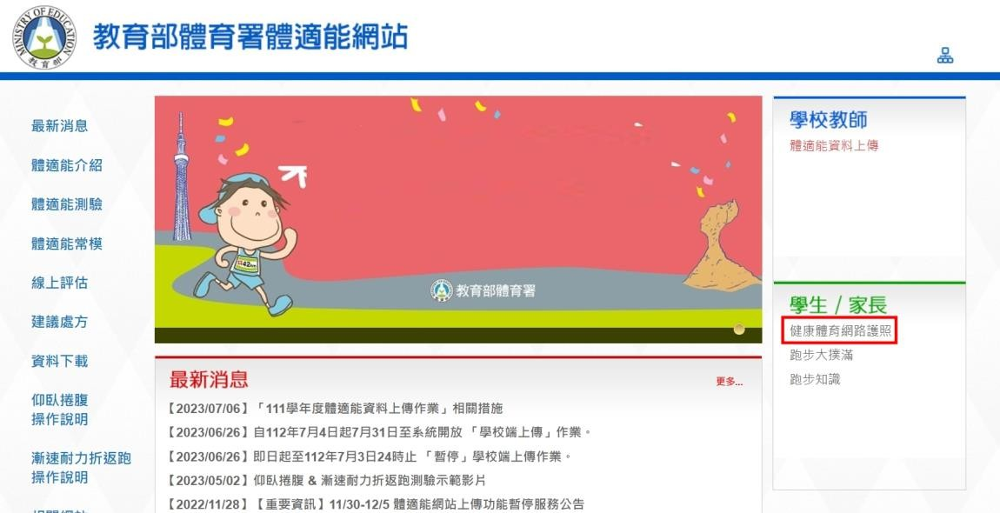 MINISTRY OF EDUCATION
教育部
教育部體育署體適能網站
最新消息
體適能介紹
體適能測驗
體適能常模
線上評估
建議處方
資料下載
仰臥捲腹
操作說明
漸速耐力折返跑
操作說明
42
教育部體育署
最新消息
更多...
【2023/07/06】「111學年度體適能資料上傳作業」相關措施
【2023/06/26】自112年7月4日起7月31日至系統開放 「學校端上傳」作業。
【2023/06/26】即日起至112年7月3日24時止 「暫停」學校端上傳作業。
【2023/05/02】仰臥捲腹 & 漸速耐力折返跑測驗示範影片
【2022/11/28】【重要資訊】11/30-12/5 體適能網站上傳功能暫停服務公告
學校教師
體適能資料上傳
學生 / 家長
健康體育網路護照
跑步大撲滿
跑步知識